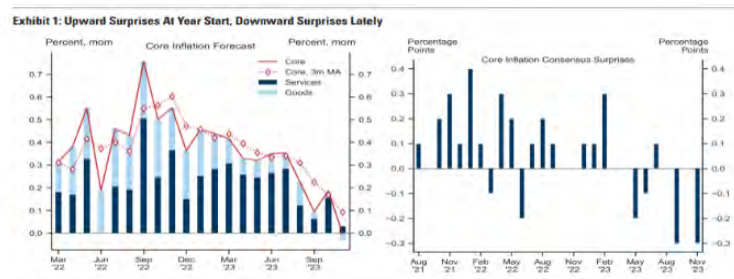 Exhibit 1: Upward Surprises At Year Start, Downward Surprises Lately
Percent, mom
Core Inflation Forecast
Percent, mom
Core
Core, 3m MA
Services
Goods
0.7
0.6
0.5
0.4
0.3
0.2
0.1
0.0
0.7
0.6
0.5
0.4
0.3
0.2
0.1
0.0
Mar '22
Jun '22
Sep '22
Dec '22
Mar '23
Jun '23
Sep '23
Percentage Points
Core Inflation Consensus Surprises
Percentage Points
0.4
0.3
0.2
0.1
0.0
-0.1
-0.2
-0.3
0.4
0.3
0.2
0.1
0.0
-0.1
-0.2
-0.3
Aug '21
Nov '21
Feb '22
May '22
Aug '22
Nov '22
Feb '23
May '23
Aug '23
Nov '23